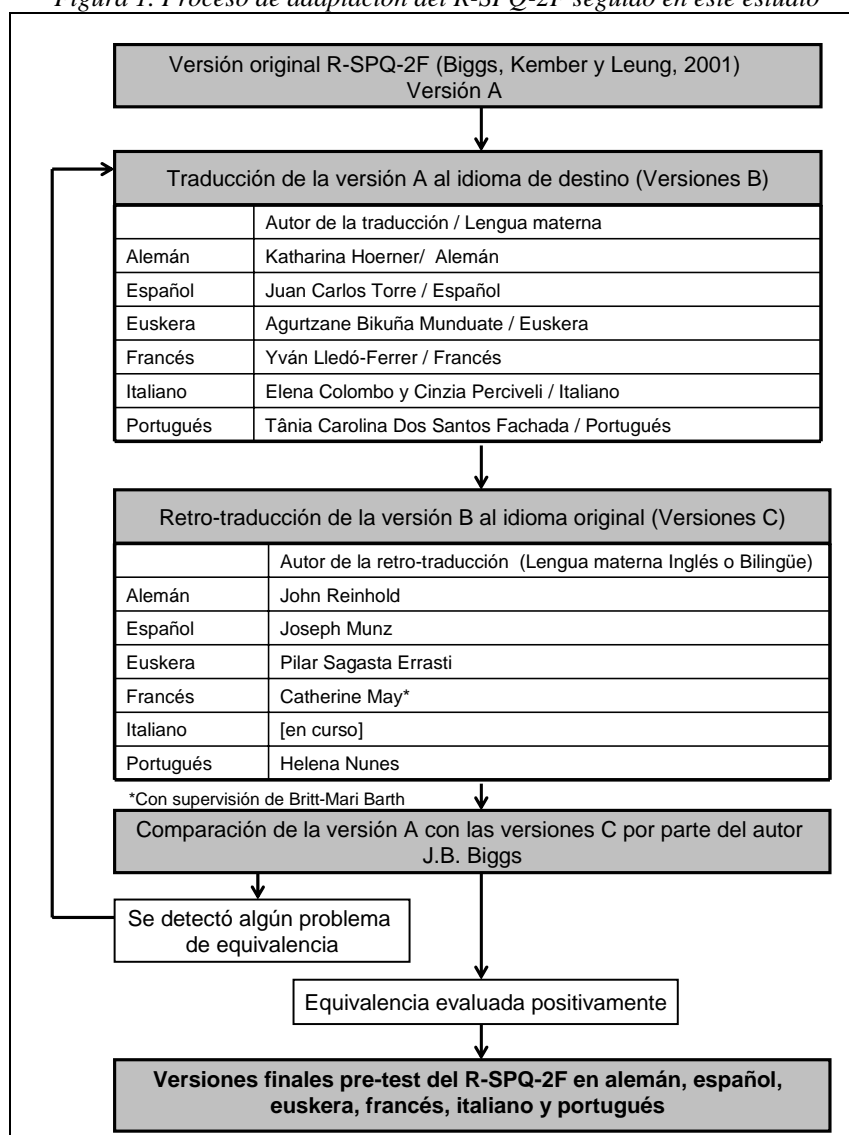 Figura 1. Proceso de adaptación del R-SPQ-2F seguido en este estudio
Versión original R-SPQ-2F (Biggs, Kember y Leung, 2001)
Versión A
Traducción de la versión A al idioma de destino (Versiones B)
Autor de la traducción / Lengua materna
Alemán Katharina Hoerner/ Alemán
Español Juan Carlos Torre / Español
Euskera Agurtzane Bikuña Munduate / Euskera
Francés Yván Lledó-Ferrer / Francés
Italiano Elena Colombo y Cinzia Perciveli / Italiano
Portugués Tânia Carolina Dos Santos Fachada / Portugués
Retro-traducción de la versión B al idioma original (Versiones C)
Autor de la retro-traducción (Lengua materna Inglés o Bilingüe)
Alemán John Reinhold
Español Joseph Munz
Euskera Pilar Sagasta Errasti
Francés Catherine May*
Italiano [en curso]
Portugués Helena Nunes
*Con supervisión de Britt-Mari Barth
Comparación de la versión A con las versiones C por parte del autor
J.B. Biggs
Se detectó algún problema
de equivalencia
Equivalencia evaluada positivamente
Versiones finales pre-test del R-SPQ-2F en alemán, español,
euskera, francés, italiano y portugués